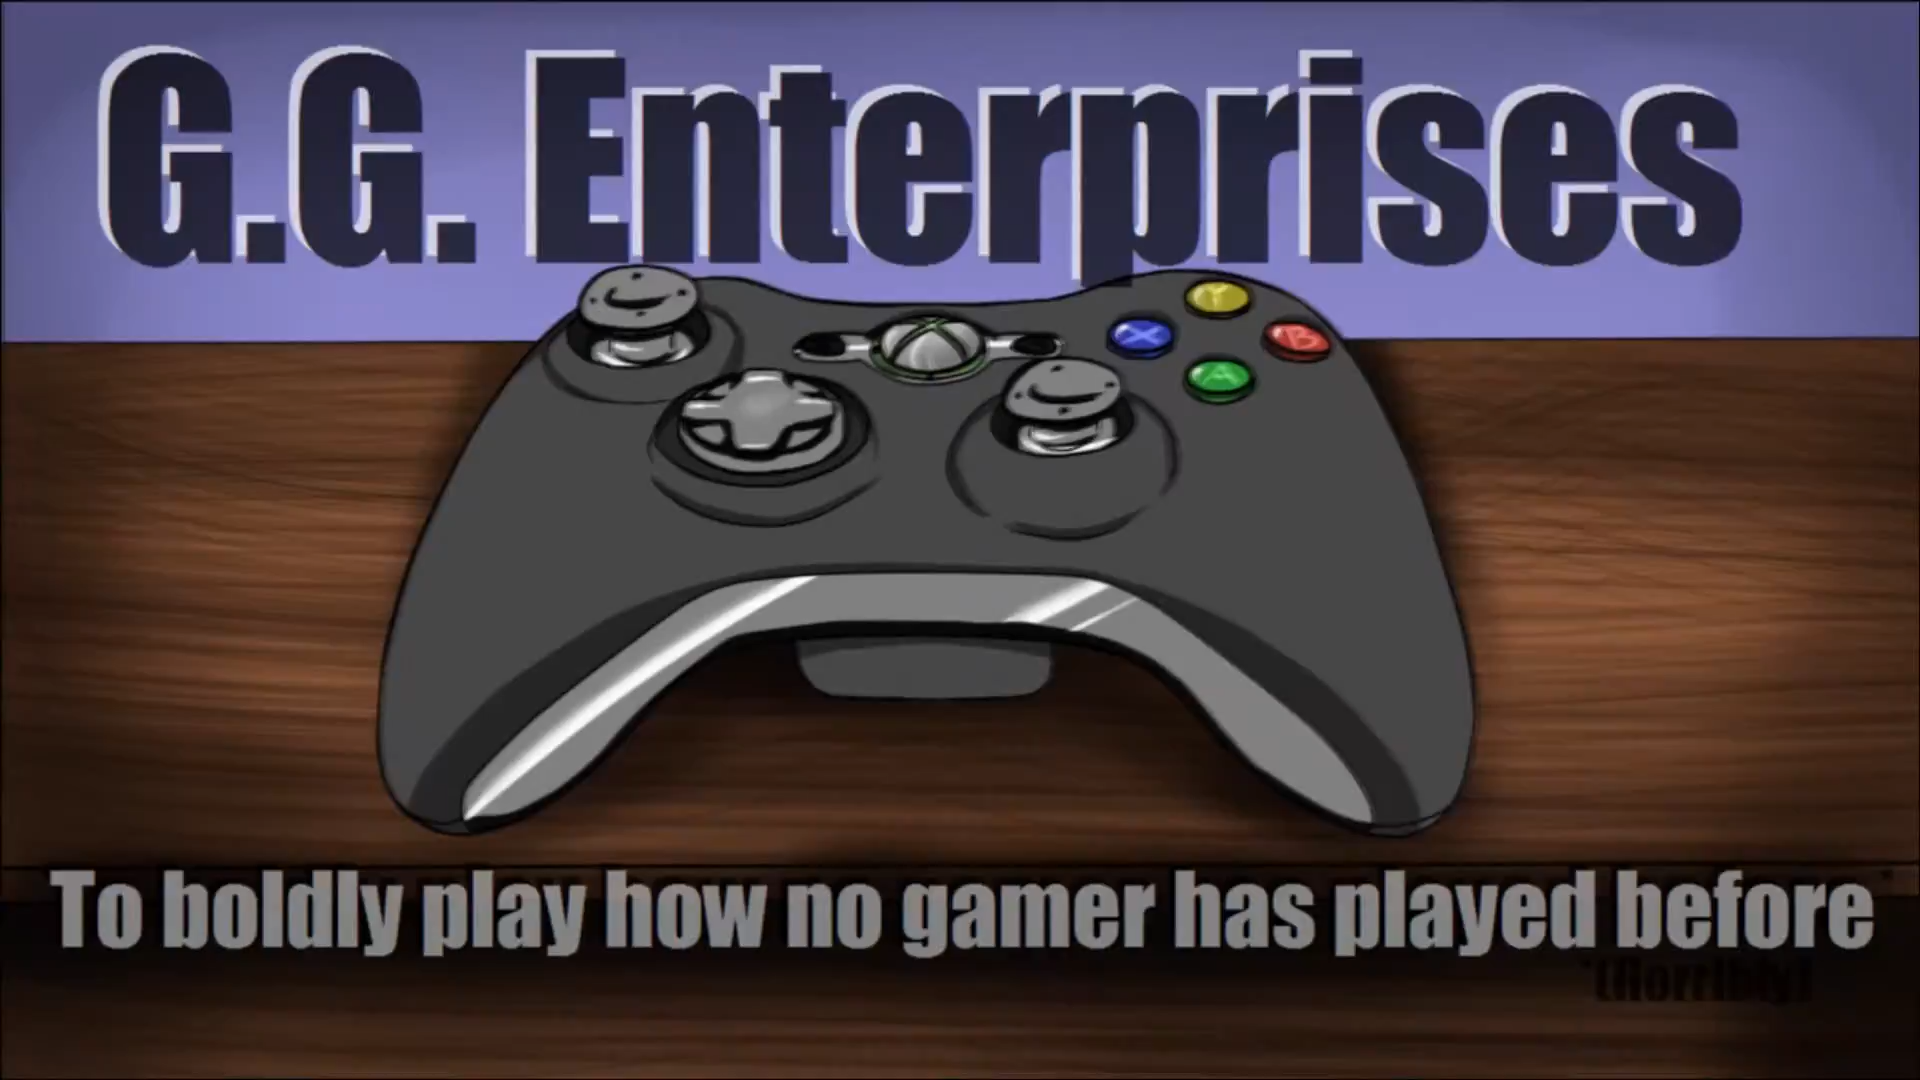 G.G. Enterprises
Y
X
B
A
To boldly play how no gamer has played before*
*(Horribly)